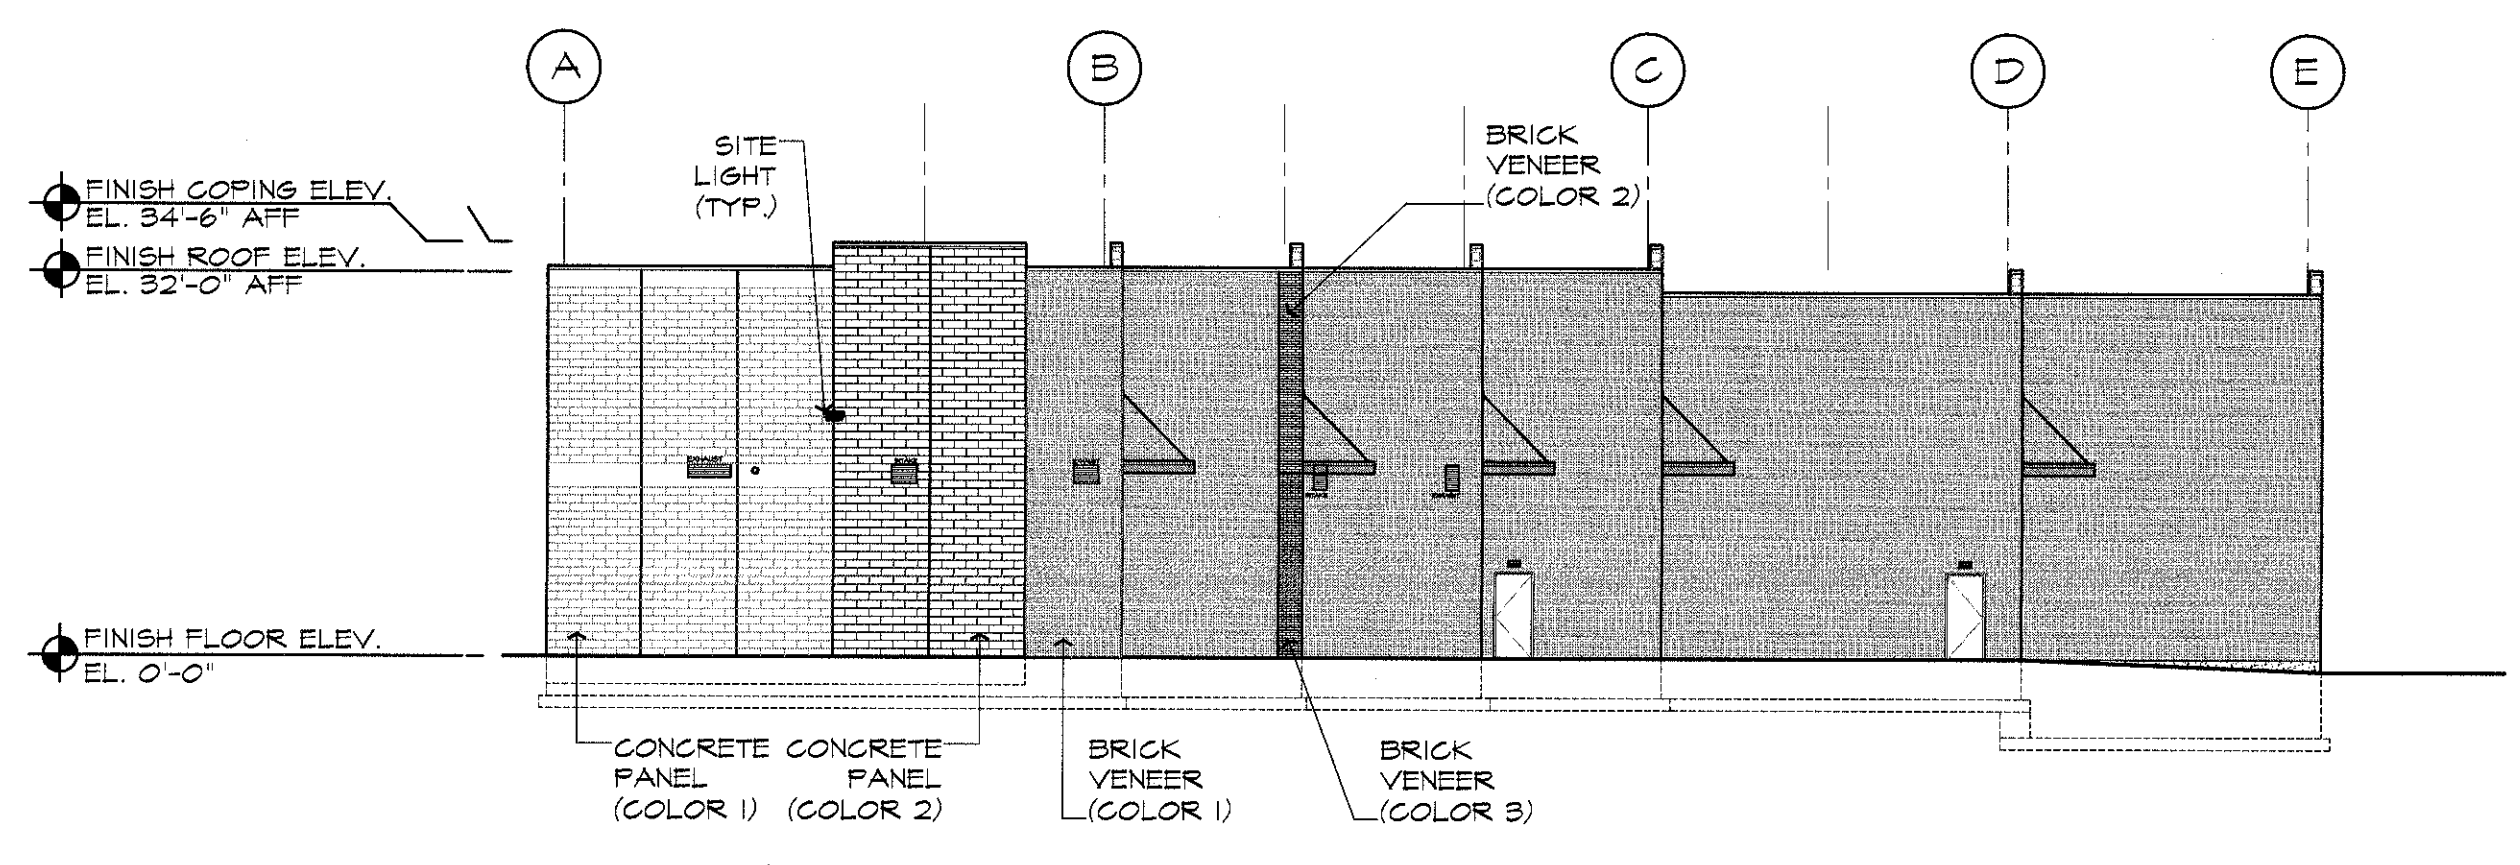 A
B
C
D
E
SITE
LIGHT
(TYP.)
BRICK
VENEER
(COLOR 2)
FINISH COPING ELEV.
EL. 34'-6" AFF
FINISH ROOF ELEV.
EL. 32'-0" AFF
EXHAUST
INTAKE
INTAKE
FINISH FLOOR ELEV.
EL. 0'-0"
CONCRETE
PANEL
(COLOR 1)
CONCRETE
PANEL
(COLOR 2)
BRICK
VENEER
(COLOR 1)
BRICK
VENEER
(COLOR 3)